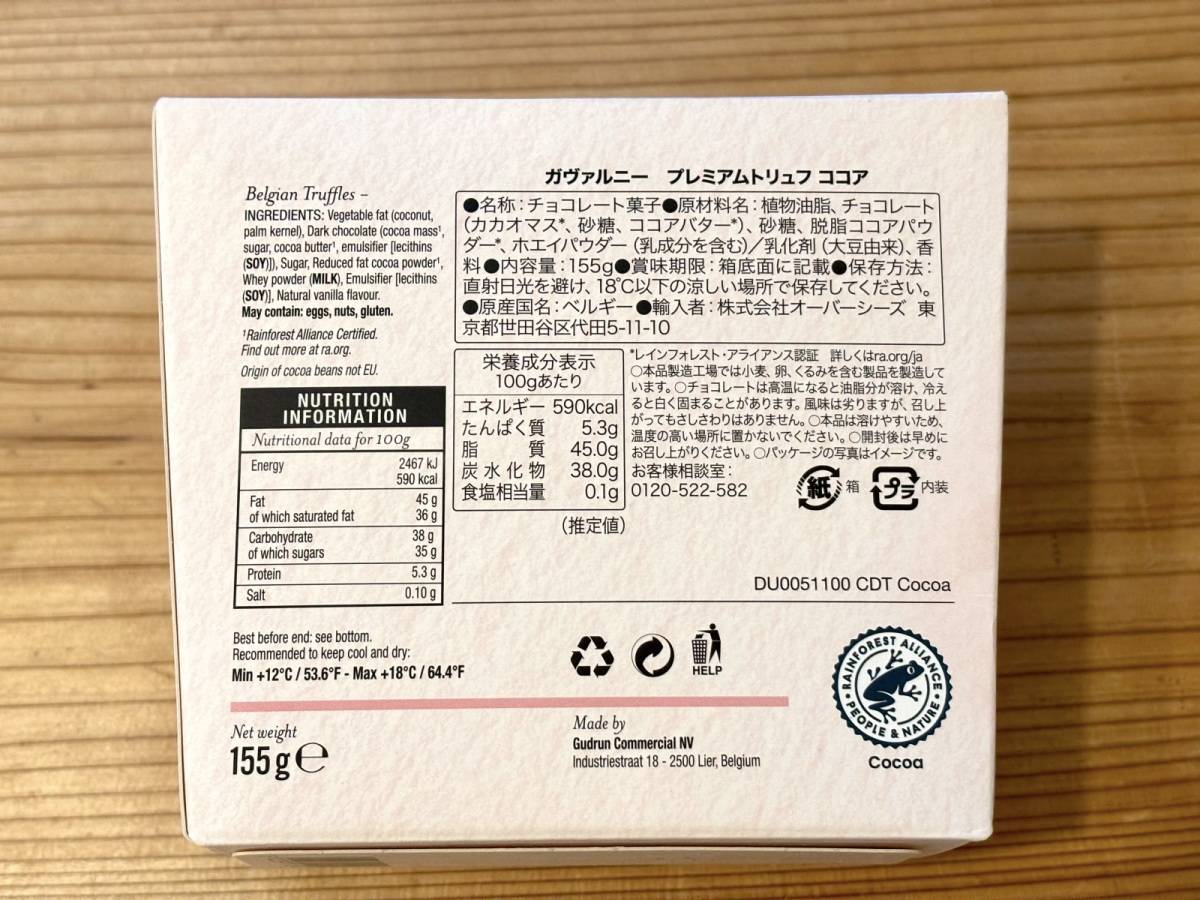 Belgian Truffles –
INGREDIENTS: Vegetable fat (coconut,
palm kernel), Dark chocolate (cocoa mass¹,
sugar, cocoa butter¹, emulsifier [lecithins
(SOY)]), Sugar, Reduced fat cocoa powder¹,
Whey powder (MILK), Emulsifier [lecithins
(SOY)], Natural vanilla flavour.
May contain: eggs, nuts, gluten.
¹Rainforest Alliance Certified.
Find out more at ra.org.
Origin of cocoa beans not EU.
NUTRITION
INFORMATION
Nutritional data for 100g
Energy 2467 kJ
590 kcal
Fat 45 g
of which saturated fat 36 g
Carbohydrate 38 g
of which sugars 35 g
Protein 5.3 g
Salt 0.10 g
ガヴァルニー プレミアムトリュフ ココア
●名称:チョコレート菓子●原材料名:植物油脂、チョコレート
(カカオマス*、砂糖、ココアバター*)、砂糖、脱脂ココアパウ
ダー*、ホエイパウダー(乳成分を含む)/乳化剤(大豆由来)、香
料●内容量:155g●賞味期限:箱底面に記載●保存方法:
直射日光を避け、18℃以下の涼しい場所で保存してください。
●原産国名:ベルギー●輸入者:株式会社オーバーシーズ 東
京都世田谷区代田5-11-10
栄養成分表示
100gあたり
エネルギー 590kcal
たんぱく質 5.3g
脂質 45.0g
炭水化物 38.0g
食塩相当量 0.1g
(推定値)
*レインフォレスト・アライアンス認証 詳しくはra.org/ja
○本品製造工場では小麦、卵、くるみを含む製品を製造して
います。○チョコレートは高温になると油脂分が溶け、冷え
ると白く固まることがあります。風味は劣りますが、召し上
がってもさしさわりはありません。○本品は溶けやすいため、
温度の高い場所に置かないでください。○開封後は早めに
お召し上がりください。○パッケージの写真はイメージです。
お客様相談室:
0120-522-582
紙 箱 プラ 内装
DU0051100 CDT Cocoa
Best before end: see bottom.
Recommended to keep cool and dry:
Min +12°C / 53.6°F - Max +18°C / 64.4°F
HELP
RAINFOREST ALLIANCE
PEOPLE & NATURE
Cocoa
Net weight
155 g ℮
Made by
Gudrun Commercial NV
Industriestraat 18 - 2500 Lier, Belgium